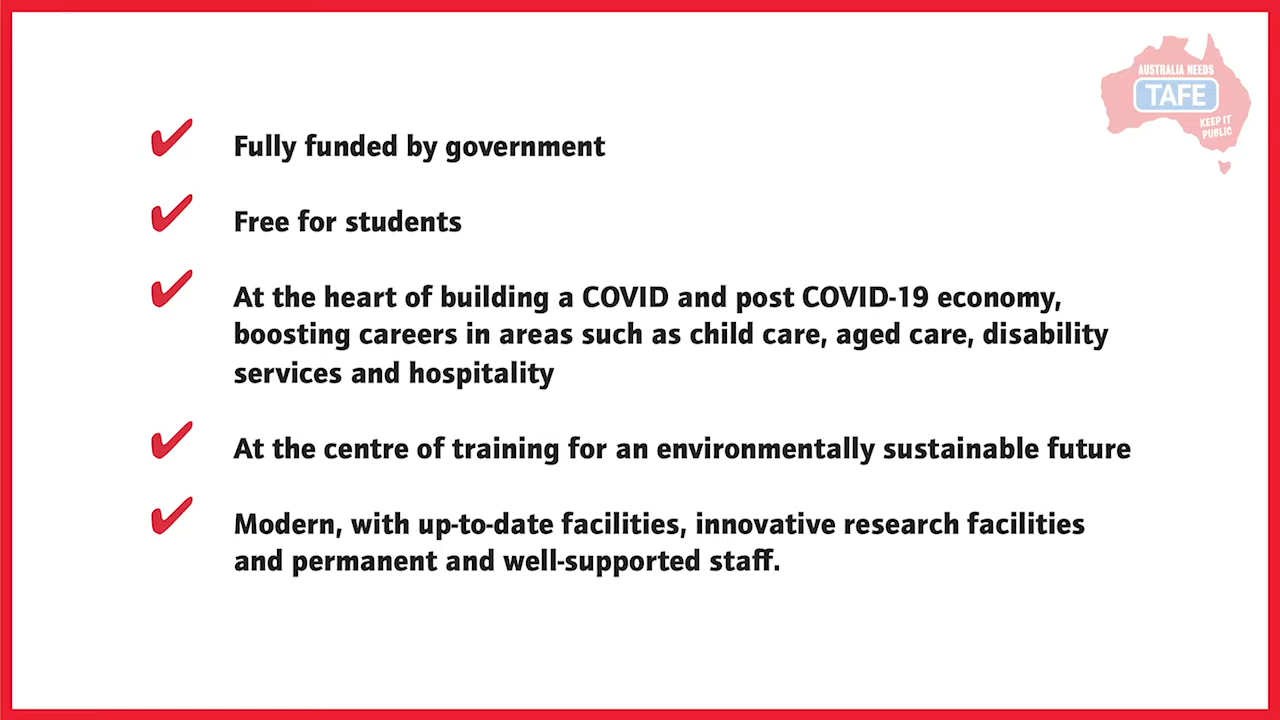 AUSTRALIA NEEDS
TAFE
KEEP IT
PUBLIC
Fully funded by government
Free for students
At the heart of building a COVID and post COVID-19 economy,
boosting careers in areas such as child care, aged care, disability
services and hospitality
At the centre of training for an environmentally sustainable future
Modern, with up-to-date facilities, innovative research facilities
and permanent and well-supported staff.